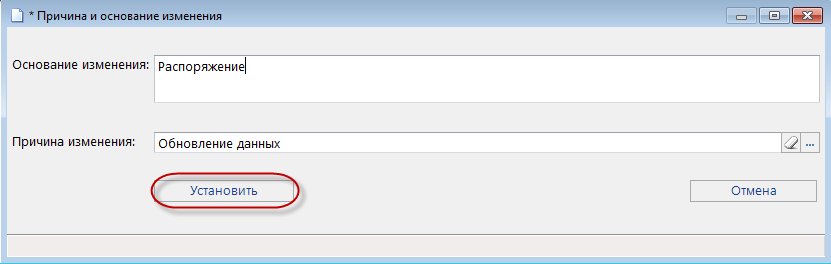 * Причина и основание изменения
Основание изменения: Распоряжение
Причина изменения: Обновление данных ...
Установить Отмена